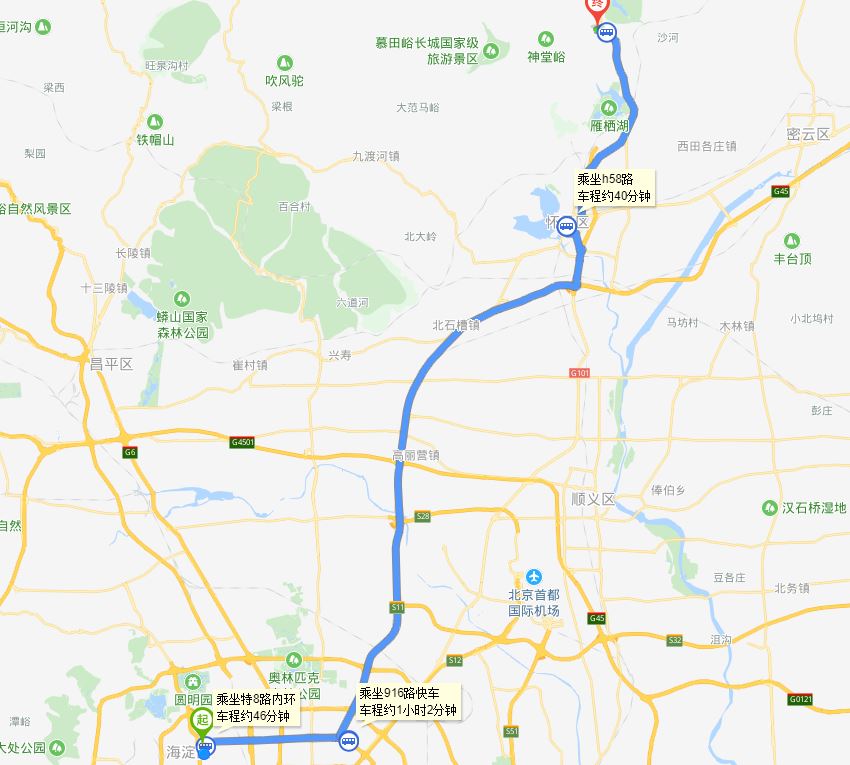 终
恒河沟
沙河
慕田峪长城国家级
旅游景区
神堂峪
旺泉沟村
吹风驼
梁西
梁根
大范马峪
雁栖湖
铁帽山
密云区
西田各庄镇
梨园
九渡河镇
乘坐h58路
车程约40分钟
G45
百合村
谷自然风景区
怀
区
北大岭
丰台顶
长陵镇
十三陵镇
六道河
蟒山国家
森林公园
马坊村
木林镇
小北坞村
北石槽镇
兴寿
昌平区
崔村镇
G101
彭庄
G4501
G6
高丽营镇
俸伯乡
顺义区
汉石桥湿地
S28
自然
豆各庄
北务镇
北京首都
国际机场
S11
G45
S32
沮沟
奥林匹克
公园
S12
圆明园
乘坐特8路内环
车程约46分钟
乘坐916路快车
车程约1小时2分钟
G0121
起
潭峪
大处公园
海淀
S51